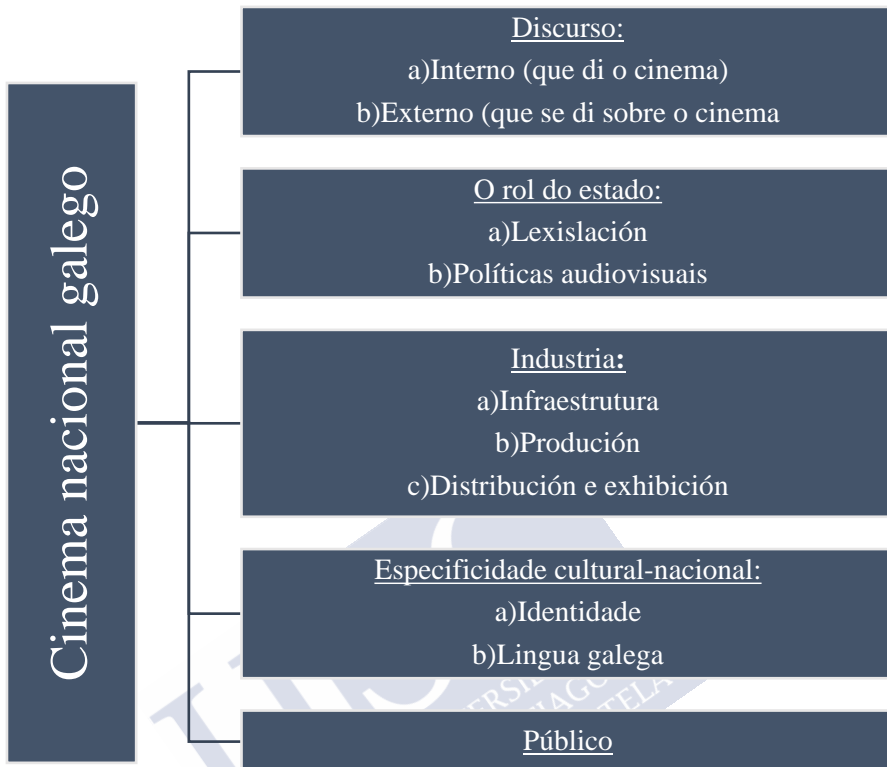 Cinema nacional galego
Discurso:
a)Interno (que di o cinema)
b)Externo (que se di sobre o cinema
O rol do estado:
a)Lexislación
b)Políticas audiovisuais
Industria:
a)Infraestrutura
b)Produción
c)Distribución e exhibición
Especificidade cultural-nacional:
a)Identidade
b)Lingua galega
Público